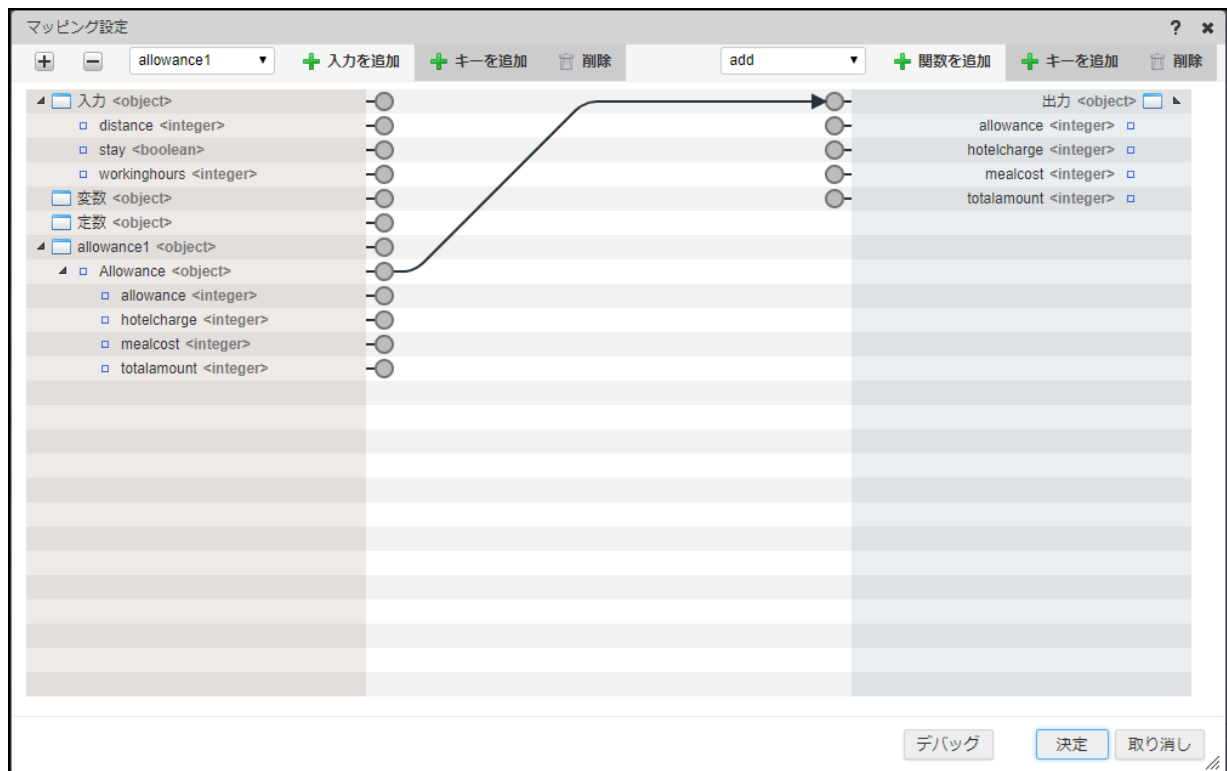 マッピング設定 ? ×
allowance1 入力を追加 キーを追加 削除 add 関数を追加 キーを追加 削除
入力 <object> 出力 <object>
distance <integer> allowance <integer>
stay <boolean> hotelcharge <integer>
workinghours <integer> mealcost <integer>
変数 <object> totalamount <integer>
定数 <object>
allowance1 <object>
Allowance <object>
allowance <integer>
hotelcharge <integer>
mealcost <integer>
totalamount <integer>
デバッグ 決定 取り消し